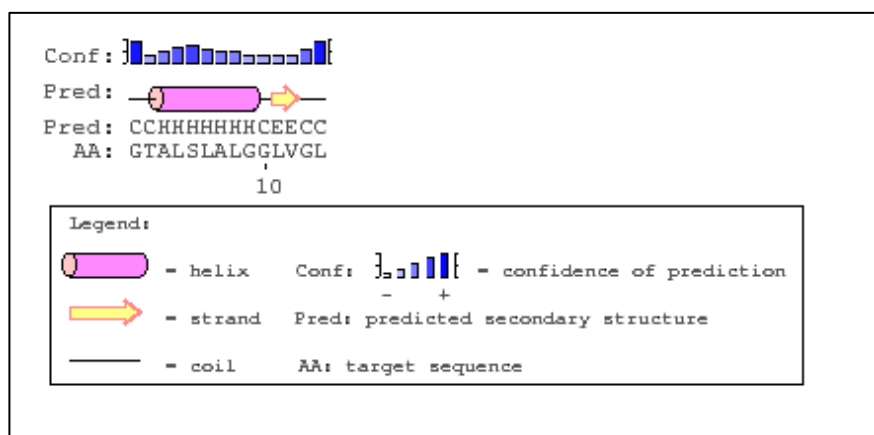 Conf:
Pred:
Pred: CCHHHHHHHCEECC
AA: GTALSLALGGLVGL
10
Legend:
= helix Conf: = confidence of prediction
- +
= strand Pred: predicted secondary structure
= coil AA: target sequence